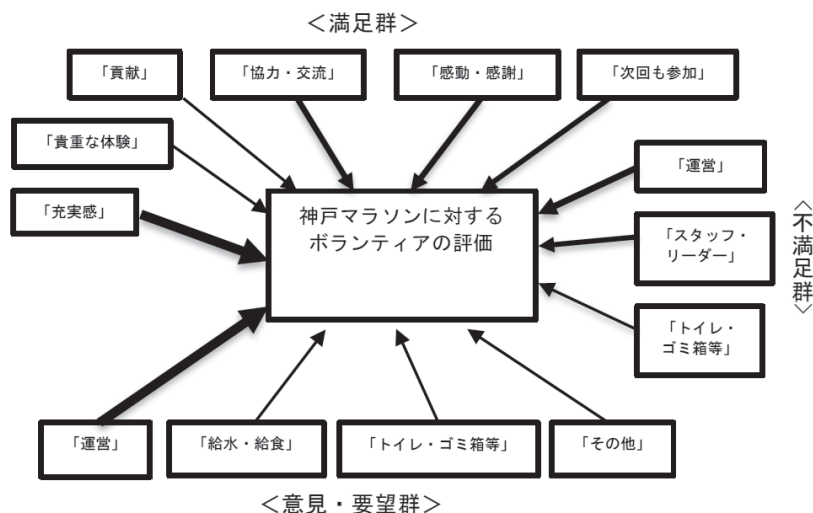 ＜満足群＞
「貢献」
「協力・交流」
「感動・感謝」
「次回も参加」
「貴重な体験」
「充実感」
神戸マラソンに対する
ボランティアの評価
「運営」
「スタッフ・
リーダー」
「トイレ・
ゴミ箱等」
＜不満足群＞
「運営」
「給水・給食」
「トイレ・ゴミ箱等」
「その他」
＜意見・要望群＞